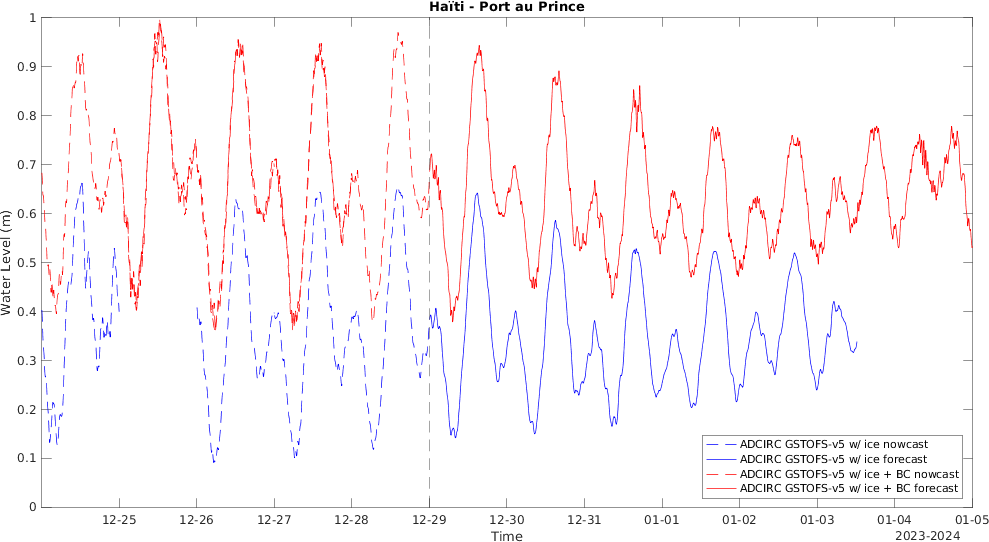 Haïti - Port au Prince
Water Level (m)
1
0.9
0.8
0.7
0.6
0.5
0.4
0.3
0.2
0.1
0
ADCIRC GSTOFS-v5 w/ ice nowcast
ADCIRC GSTOFS-v5 w/ ice forecast
ADCIRC GSTOFS-v5 w/ ice + BC nowcast
ADCIRC GSTOFS-v5 w/ ice + BC forecast
12-25 12-26 12-27 12-28 12-29 12-30 12-31 01-01 01-02 01-03 01-04 01-05
Time
2023-2024